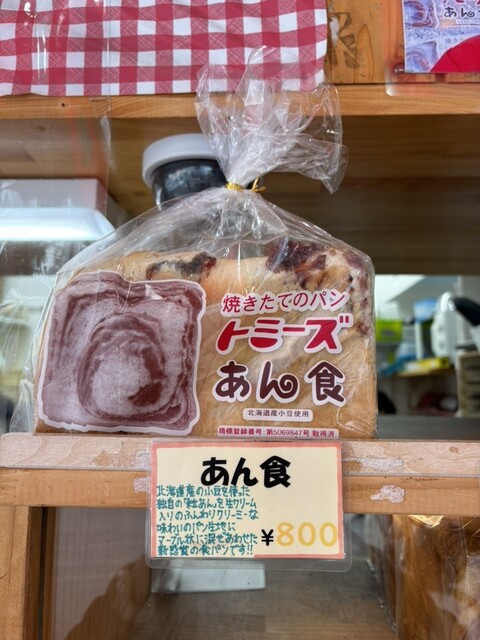 焼きたてのパン
トミーズ
あん食
北海道産小豆使用
商標登録番号:第5069847号 取得済
あん食
北海道産の小豆を使った
独自の「粒あん」を生クリーム
入りのふんわりクリーミーな
味わいのパン生地に
マーブル状に混ぜあわせた
新感覚の食パンです!!
¥800
あん食